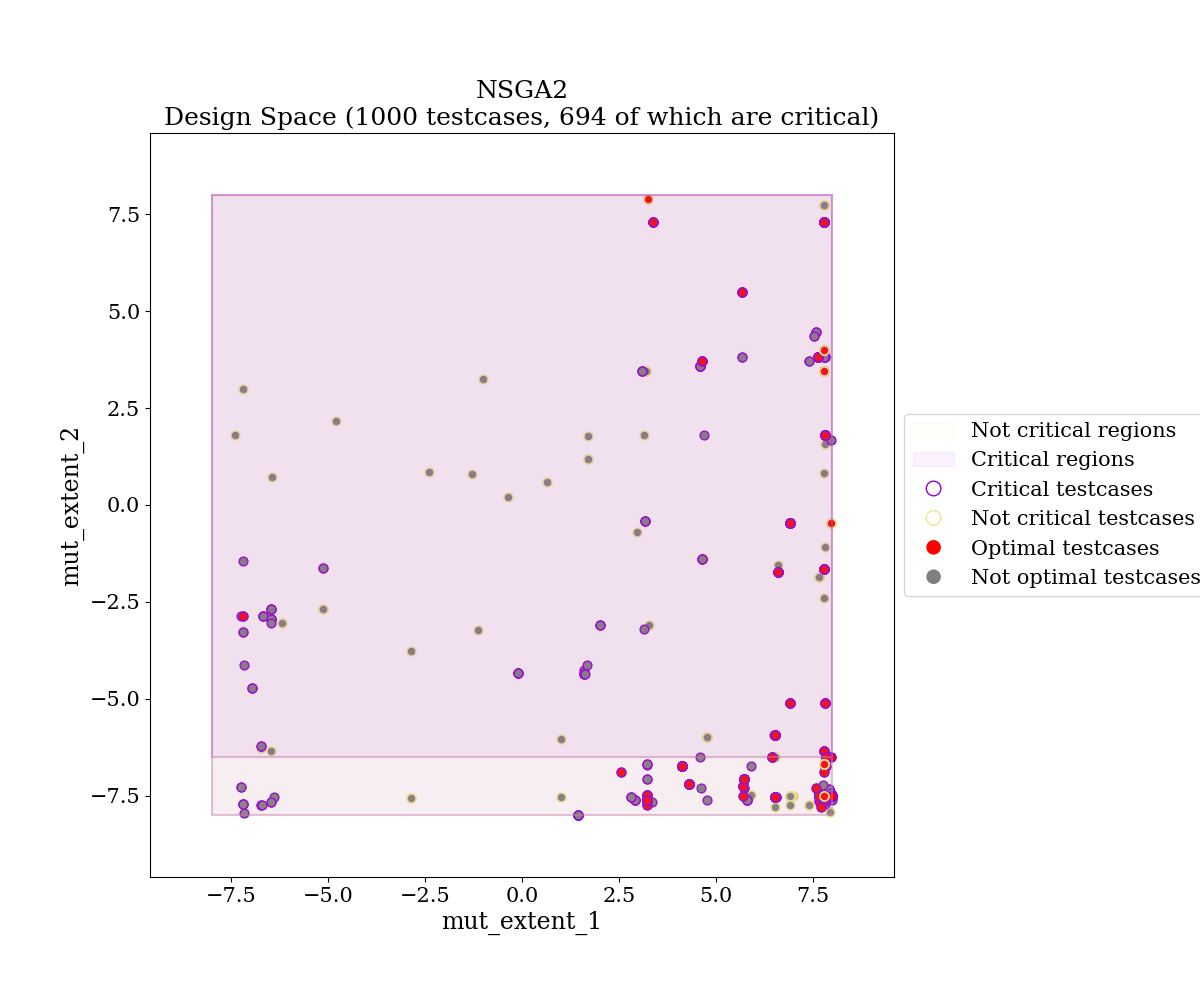 NSGA2
Design Space (1000 testcases, 694 of which are critical)
7.5
5.0
2.5
0.0
−2.5
−5.0
−7.5
mut_extent_2
−7.5 −5.0 −2.5 0.0 2.5 5.0 7.5
mut_extent_1
Not critical regions
Critical regions
Critical testcases
Not critical testcases
Optimal testcases
Not optimal testcases